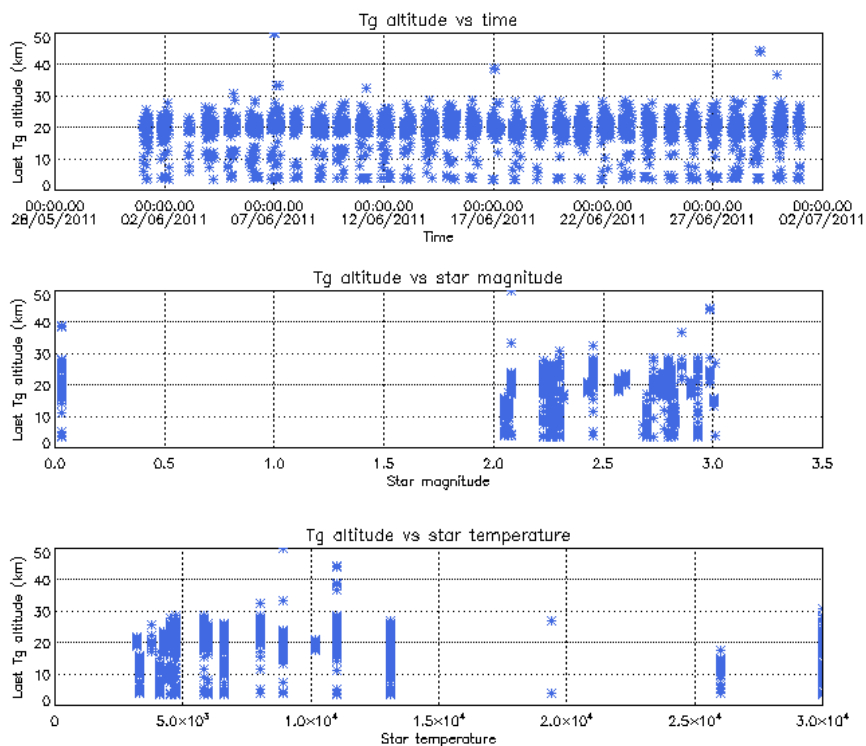 Tg altitude vs time
Last Tg altitude (km)
50
40
30
20
10
0
00:00.00 00:00.00 00:00.00 00:00.00 00:00.00 00:00.00 00:00.00 00:00.00
28/05/2011 02/06/2011 07/06/2011 12/06/2011 17/06/2011 22/06/2011 27/06/2011 02/07/2011
Time
Tg altitude vs star magnitude
Last Tg altitude (km)
50
40
30
20
10
0
0.0 0.5 1.0 1.5 2.0 2.5 3.0 3.5
Star magnitude
Tg altitude vs star temperature
Last Tg altitude (km)
50
40
30
20
10
0
0 5.0×10³ 1.0×10⁴ 1.5×10⁴ 2.0×10⁴ 2.5×10⁴ 3.0×10⁴
Star temperature